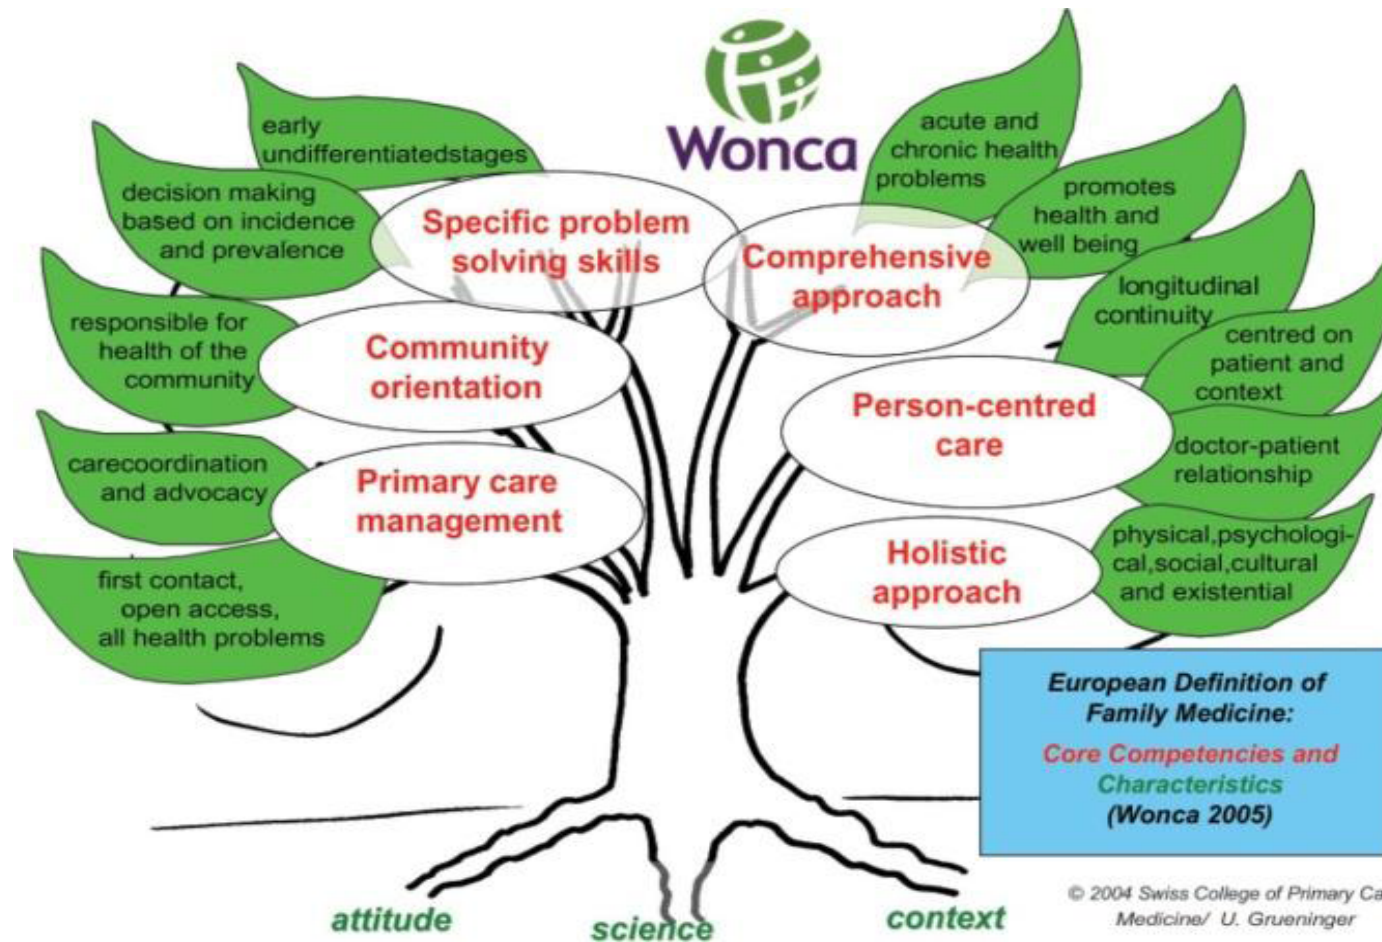 Wonca
early
undifferentiatedstages
decision making
based on incidence
and prevalence
responsible for
health of the
community
carecoordination
and advocacy
first contact,
open access,
all health problems
Specific problem
solving skills
Community
orientation
Primary care
management
Comprehensive
approach
Person-centred
care
Holistic
approach
acute and
chronic health
problems
promotes
health and
well being
longitudinal
continuity
centred on
patient and
context
doctor-patient
relationship
physical,psychologi-
cal,social,cultural
and existential
European Definition of
Family Medicine:
Core Competencies and
Characteristics
(Wonca 2005)
attitude
science
context
© 2004 Swiss College of Primary Ca
Medicine/ U. Grueninger